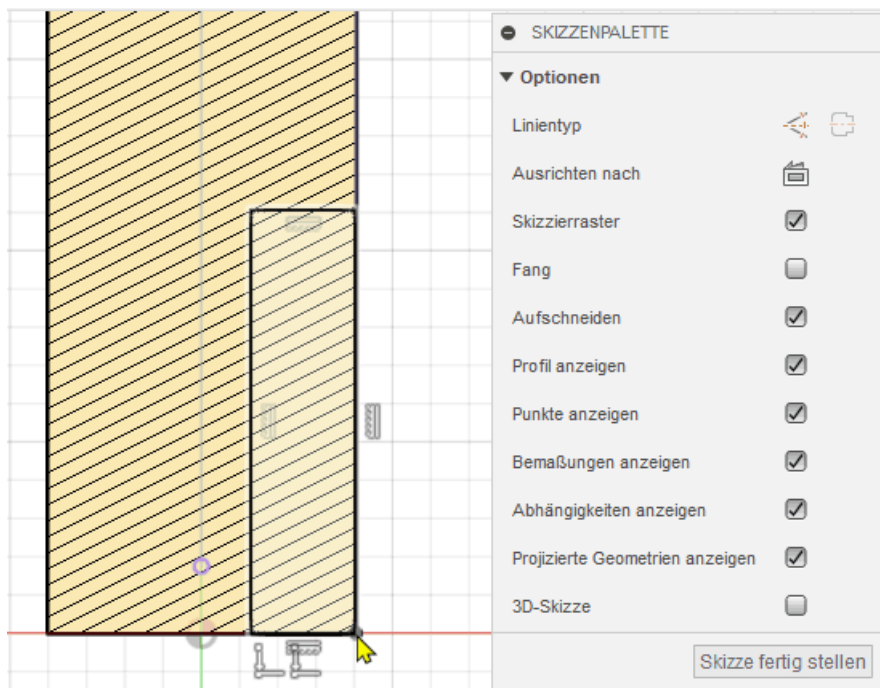 SKIZZENPALETTE
Optionen
Linientyp
Ausrichten nach
Skizzierraster
Fang
Aufschneiden
Profil anzeigen
Punkte anzeigen
Bemaßungen anzeigen
Abhängigkeiten anzeigen
Projizierte Geometrien anzeigen
3D-Skizze
Skizze fertig stellen